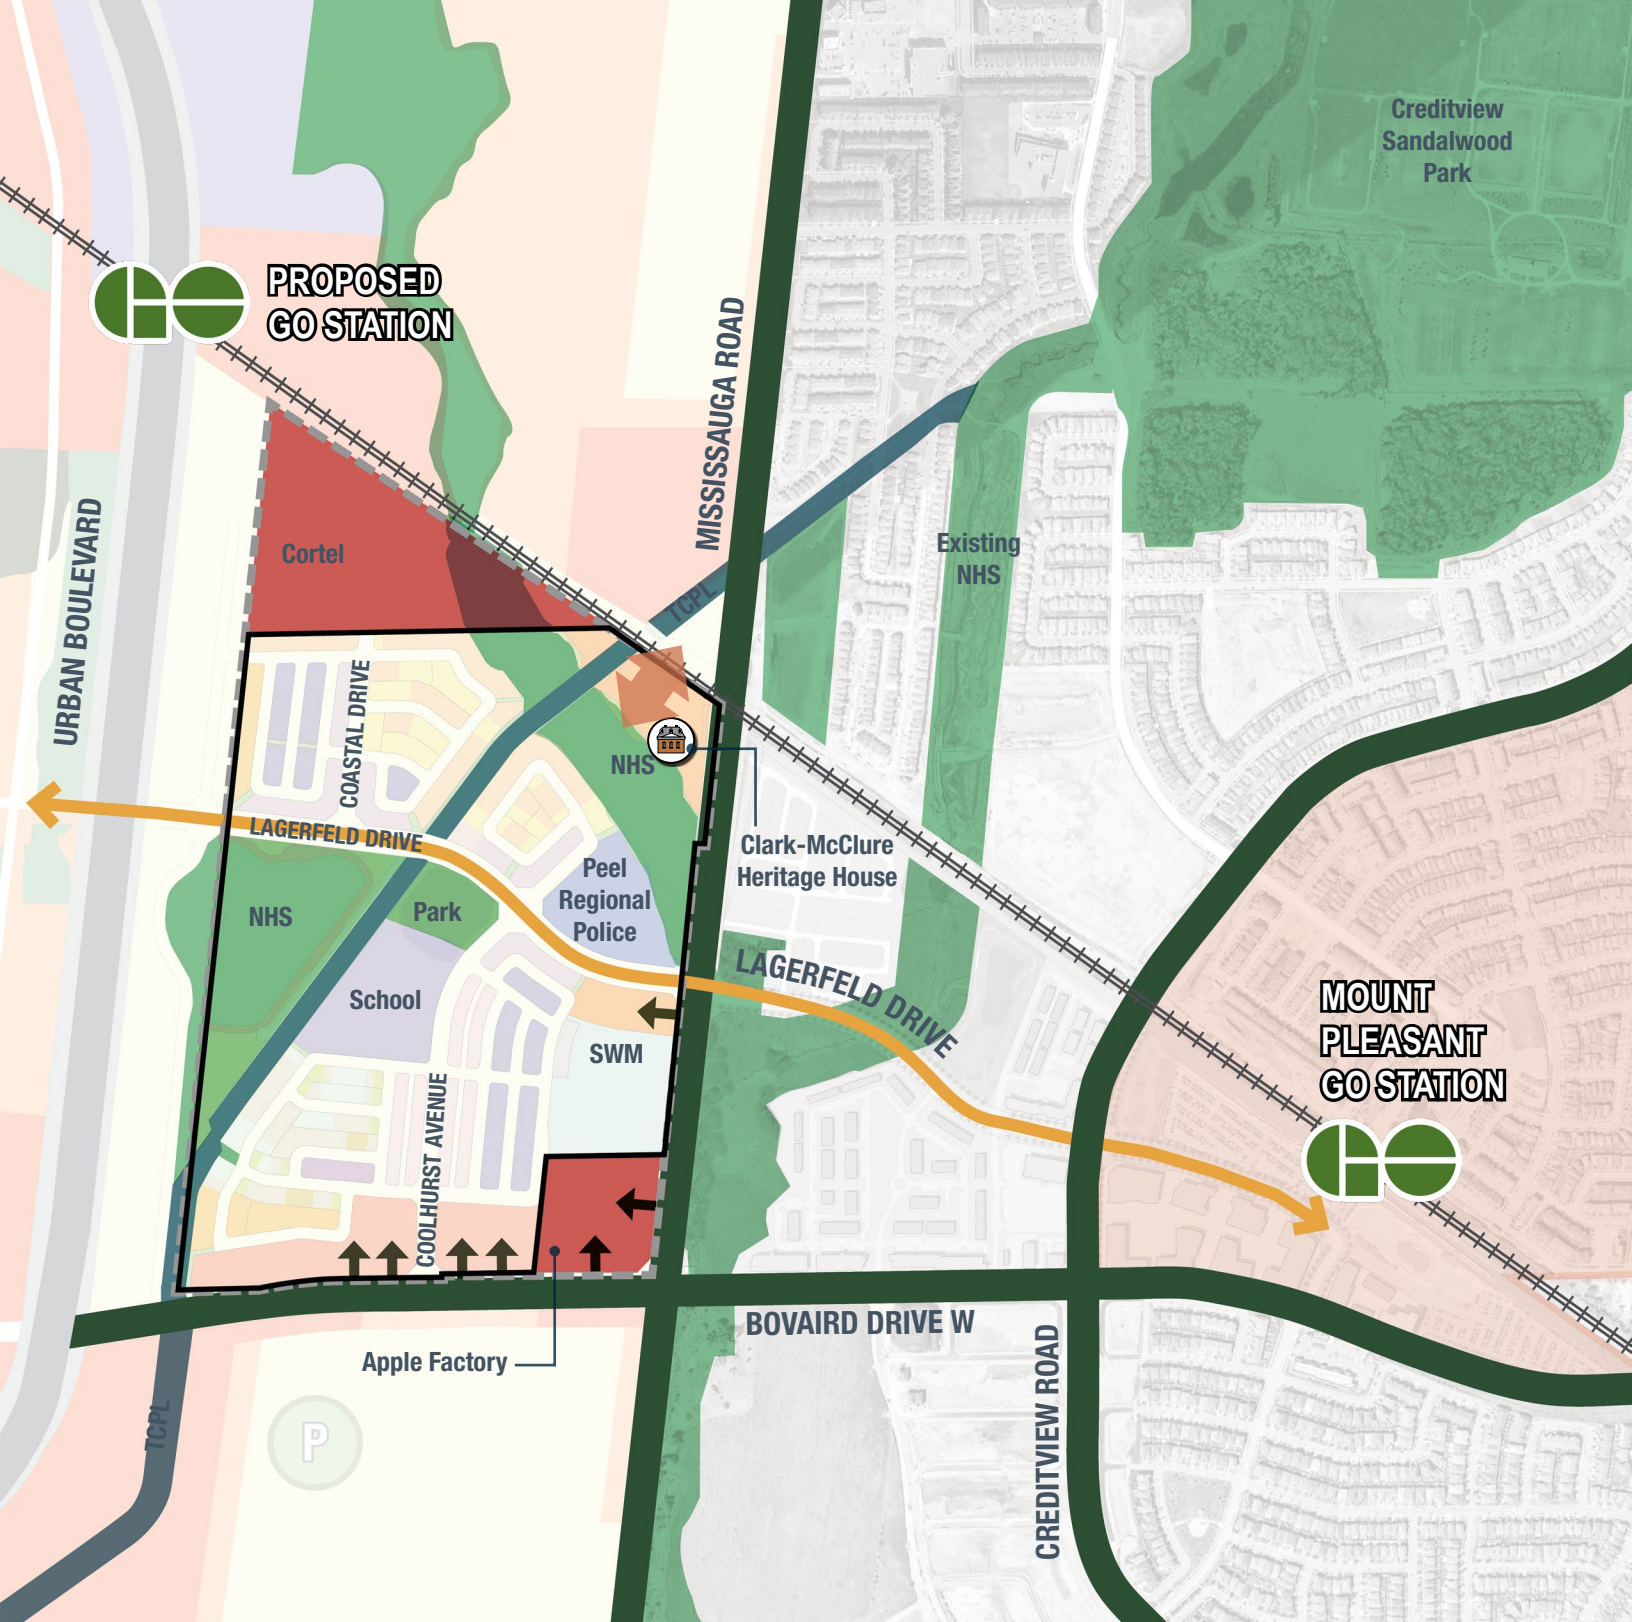 Creditview
Sandalwood
Park
PROPOSED
GO STATION
GO
MISSISSAUGA ROAD
URBAN BOULEVARD
Cortel
Existing
NHS
TCPL
COASTAL DRIVE
NHS
LAGERFELD DRIVE
Clark-McClure
Heritage House
Peel
Regional
Police
NHS
Park
LAGERFELD DRIVE
School
SWM
MOUNT
PLEASANT
GO STATION
GO
COOLHURST AVENUE
BOVAIRD DRIVE W
Apple Factory
CREDITVIEW ROAD
TCPL
P